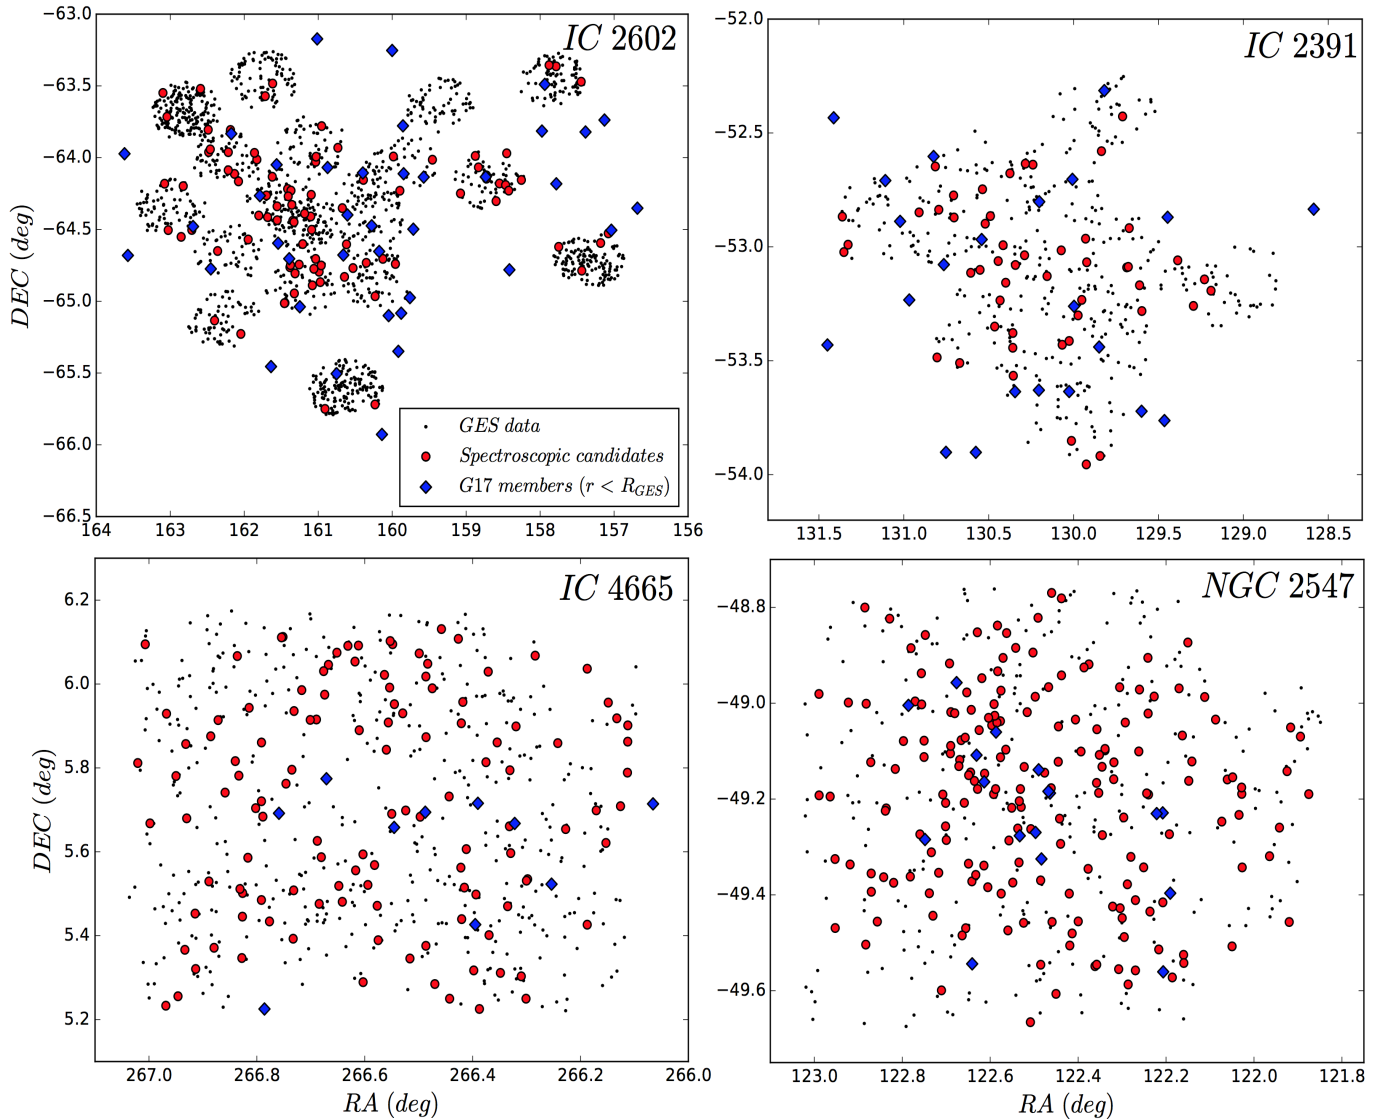 IC 2602
−63.0
−63.5
−64.0
−64.5
−65.0
−65.5
−66.0
−66.5
DEC (deg)
GES data
Spectroscopic candidates
G17 members (r < R_GES)
164 163 162 161 160 159 158 157 156
IC 2391
−52.0
−52.5
−53.0
−53.5
−54.0
131.5 131.0 130.5 130.0 129.5 129.0 128.5
IC 4665
6.2
6.0
5.8
5.6
5.4
5.2
DEC (deg)
267.0 266.8 266.6 266.4 266.2 266.0
RA (deg)
NGC 2547
−48.8
−49.0
−49.2
−49.4
−49.6
123.0 122.8 122.6 122.4 122.2 122.0 121.8
RA (deg)